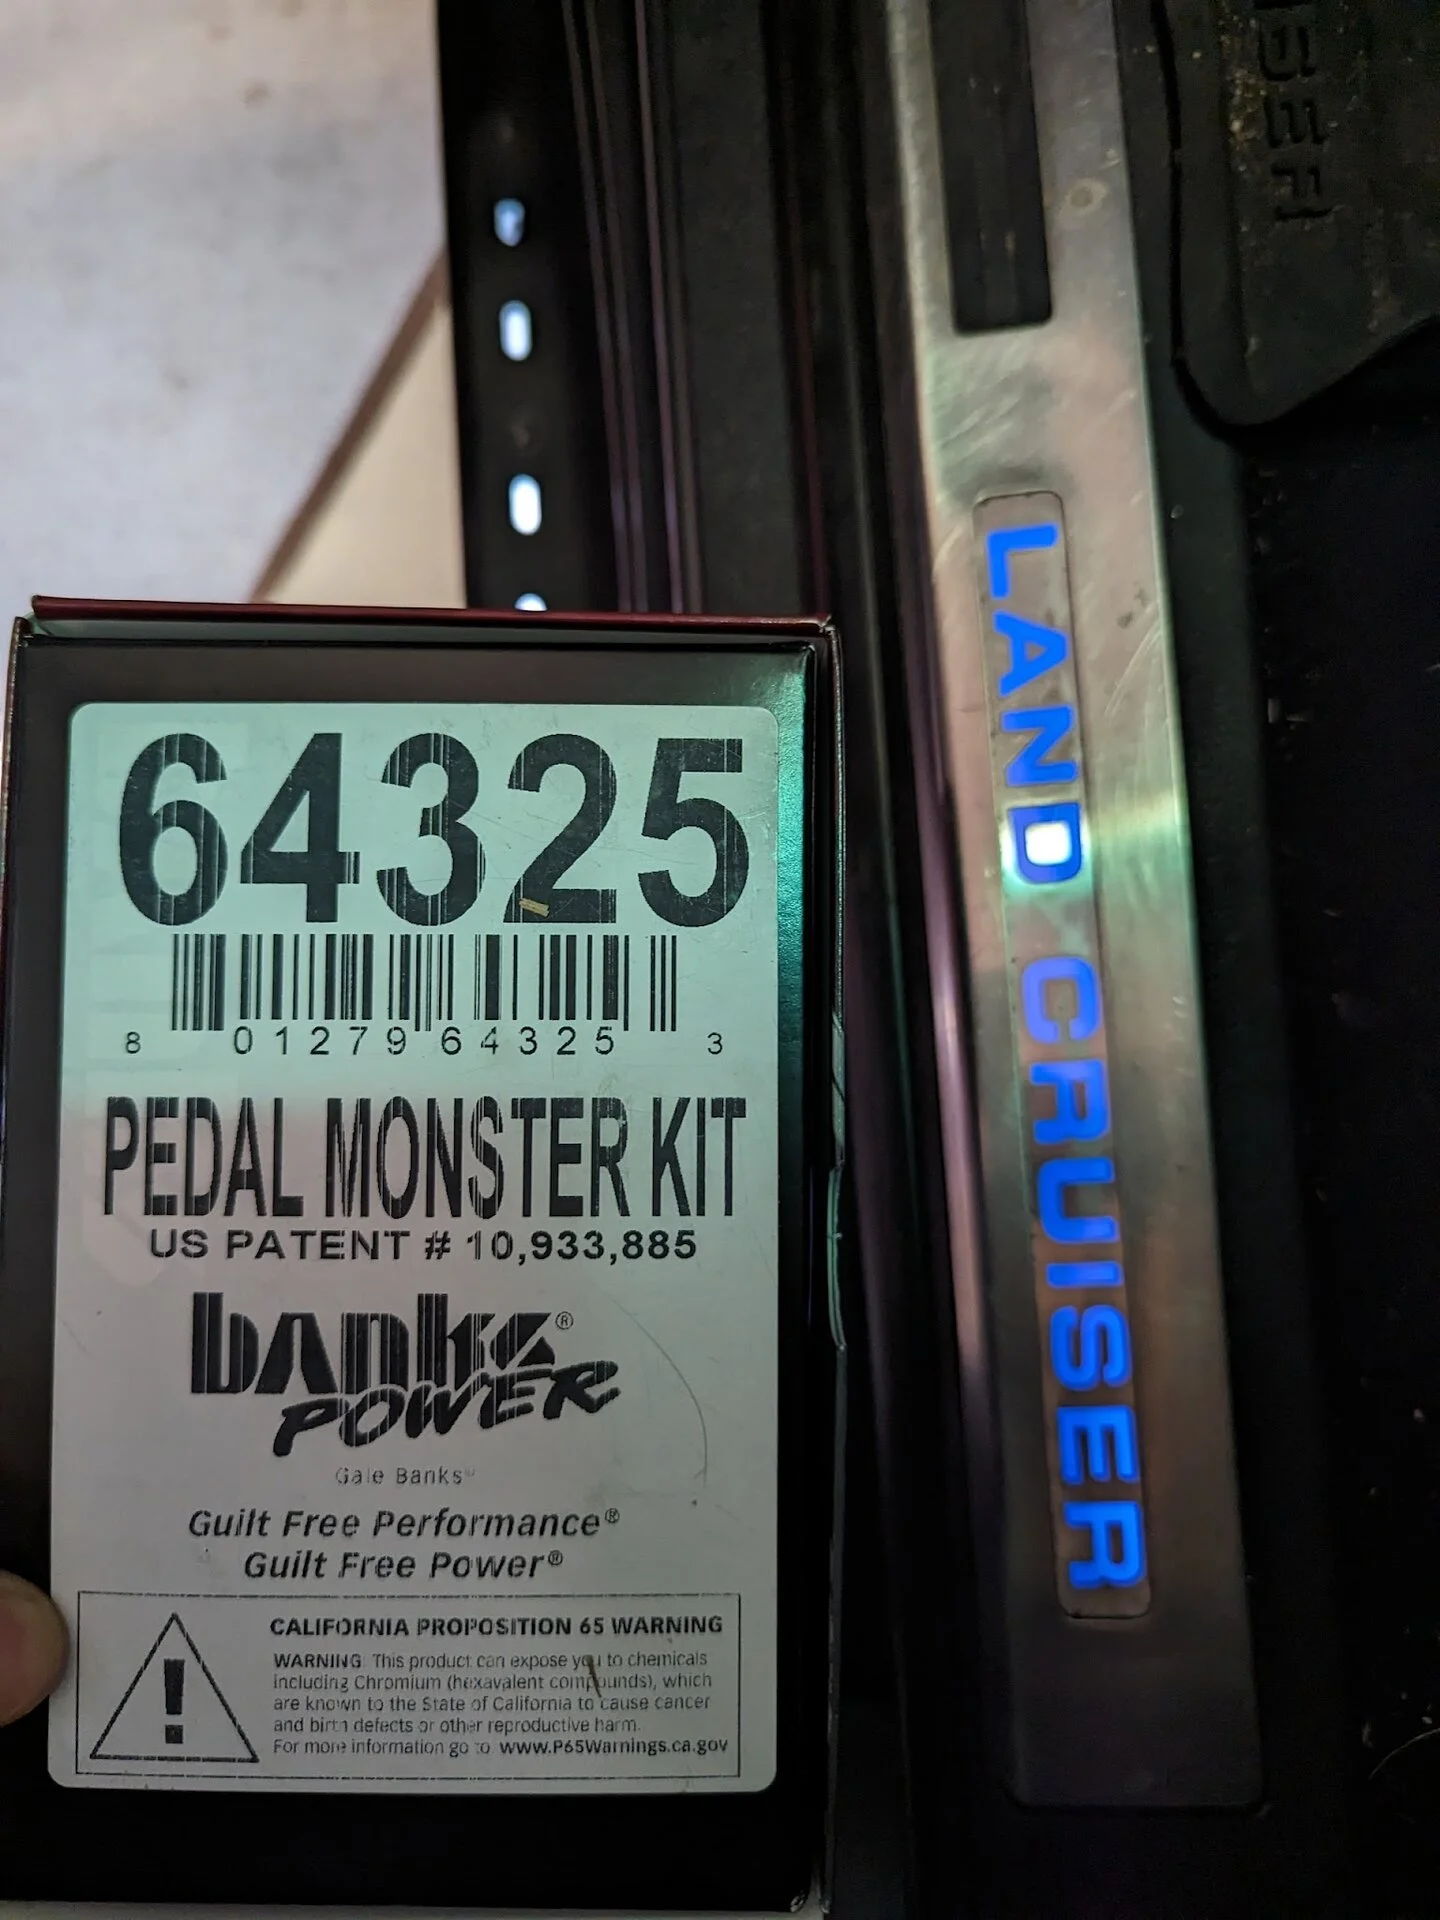 64325
8 01279 64325 3
PEDAL MONSTER KIT
US PATENT # 10,933,885
banks®
POWER
Gale Banks®
Guilt Free Performance®
Guilt Free Power®
CALIFORNIA PROPOSITION 65 WARNING
WARNING: This product can expose you to chemicals
including Chromium (hexavalent compounds), which
are known to the State of California to cause cancer
and birth defects or other reproductive harm.
For more information go to www.P65Warnings.ca.gov
LAND CRUISER